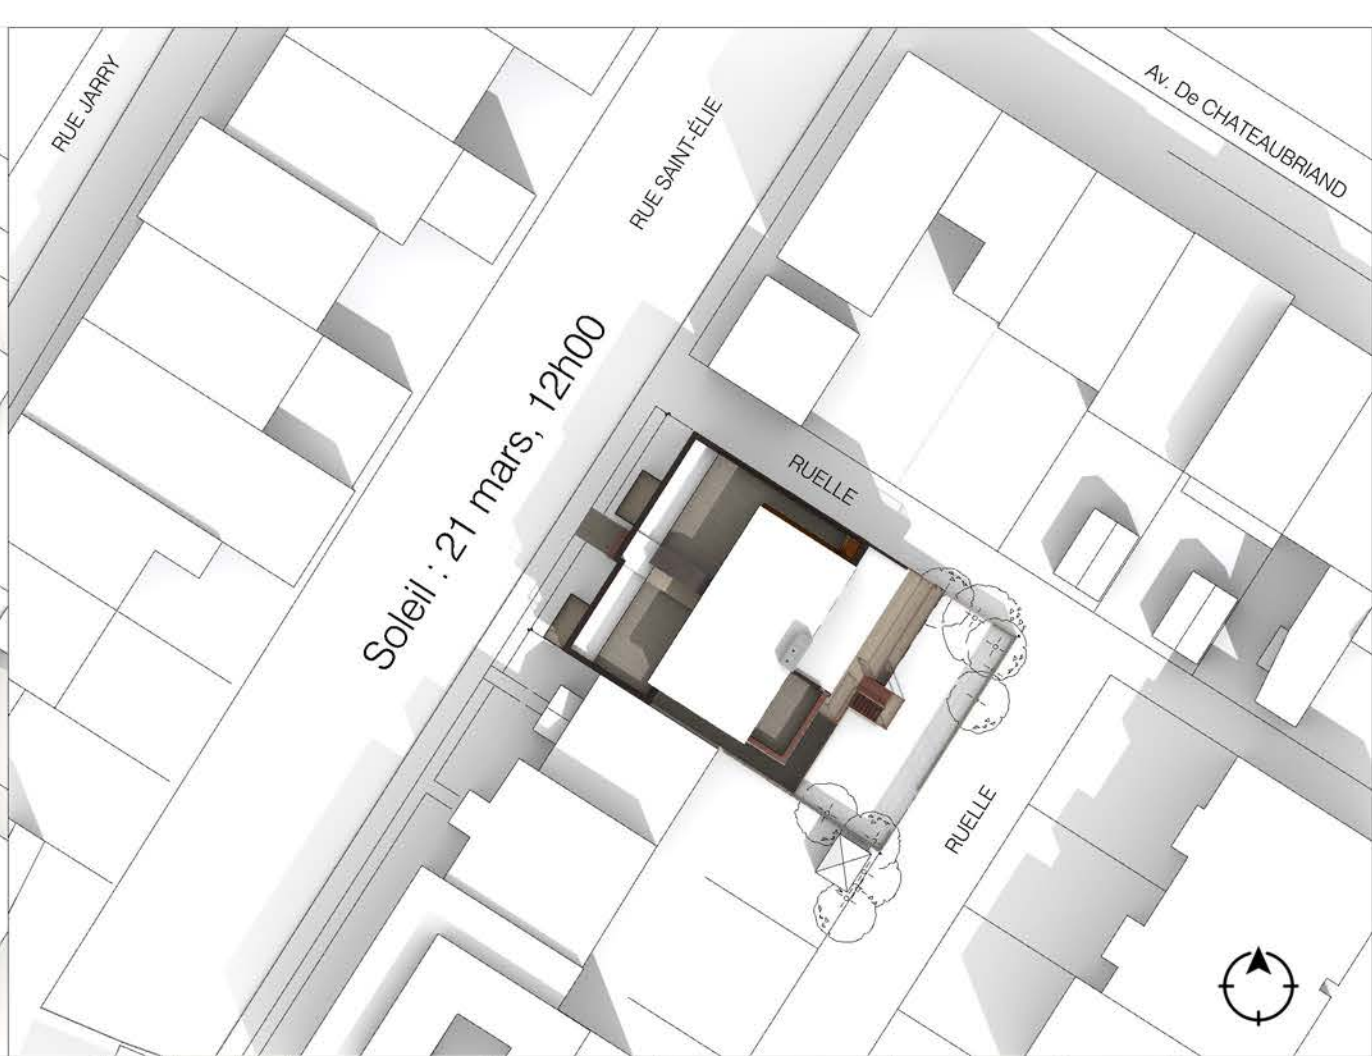 RUE JARRY
RUE SAINT-ÉLIE
Av. De CHATEAUBRIAND
Soleil : 21 mars, 12h00
RUELLE
RUELLE